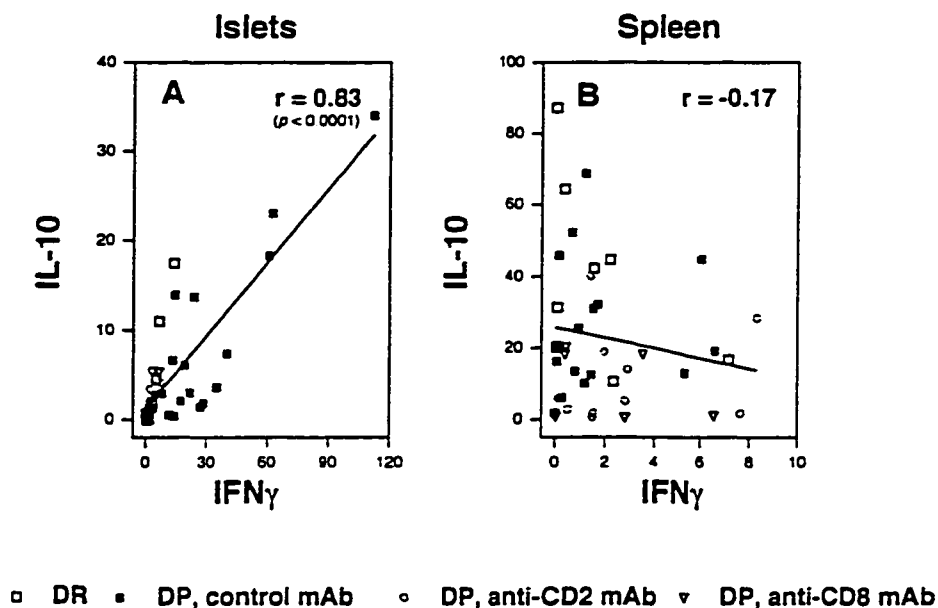 Islets
Spleen
A
r = 0.83
(p < 0.0001)
IL-10
40
30
20
10
0
0 30 60 90 120
IFNγ
B
r = -0.17
IL-10
100
80
60
40
20
0
0 2 4 6 8 10
IFNγ
DR DP, control mAb DP, anti-CD2 mAb DP, anti-CD8 mAb